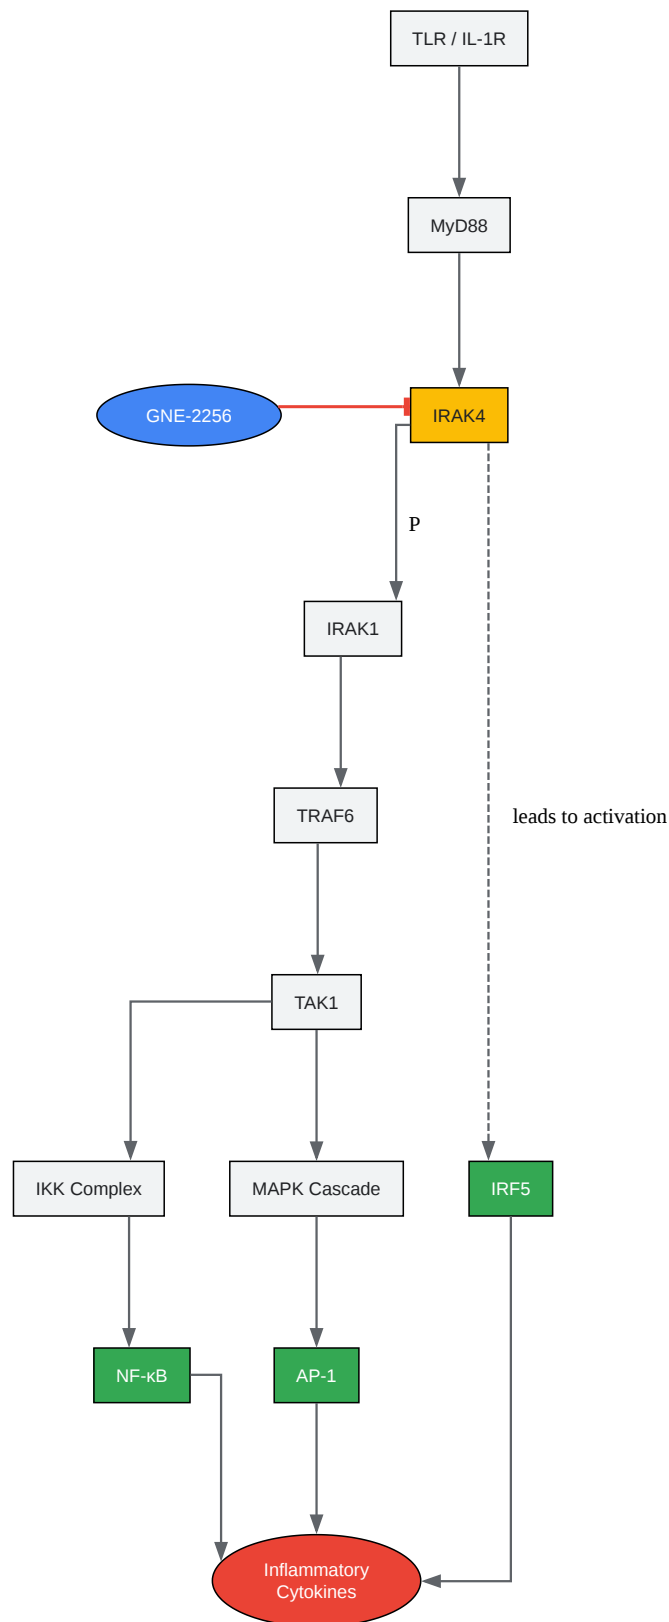 TLR / IL-1R
MyD88
GNE-2256
IRAK4
P
IRAK1
TRAF6
leads to activation
TAK1
IKK Complex
MAPK Cascade
IRF5
NF-κB
AP-1
Inflammatory
Cytokines